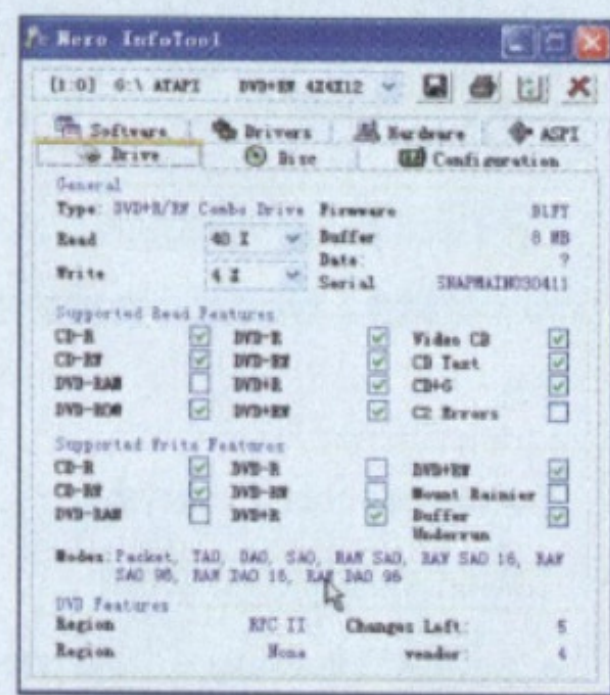 Nero InfoTool
[1:0] G:\ ATAPI DVD+RW 4X4X12
Software Drivers Hardware ASPI
Drive Disc Configuration
General
Type: DVD+R/RW Combo Drive Firmware B1FY
Read 40 X Buffer 8 MB
Date: ?
Write 4 X Serial
Supported Read Features
CD-R DVD-R Video CD
CD-RW DVD-RW CD Text
DVD-RAM DVD+R CD+G
DVD-ROM DVD+RW C2 Errors
Supported Write Features
CD-R DVD-R DVD+RW
CD-RW DVD-RW Mount Rainier
DVD-RAM DVD+R Buffer
Underrun
Modes: Packet, TAO, DAO, SAO, RAW SAO, RAW SAO 16, RAW
SAO 96, RAW DAO 16, RAW DAO 96
DVD Features
Region RPC II Changes Left: 5
Region None vendor: 4